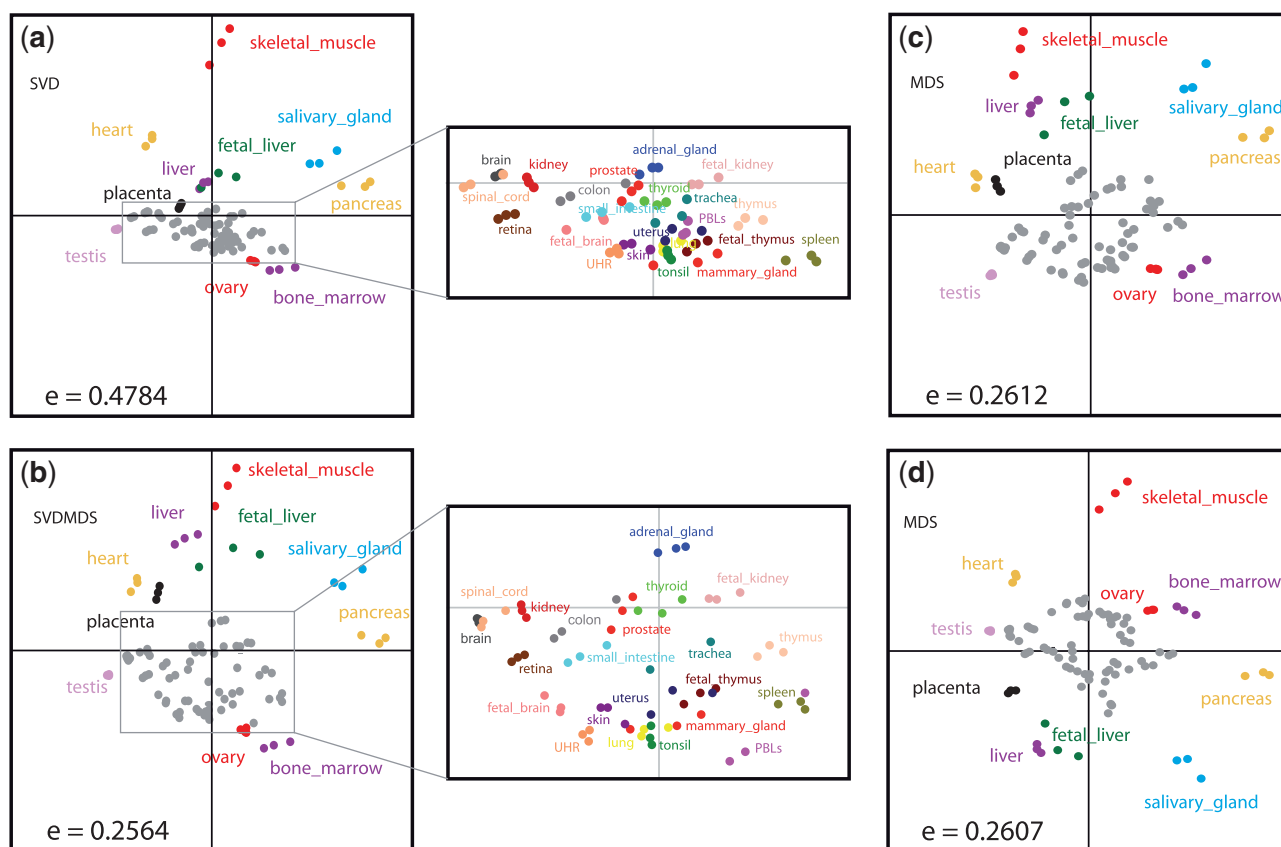 (a)
SVD
skeletal_muscle
heart
salivary_gland
fetal_liver
liver
placenta
pancreas
testis
ovary
bone_marrow
e = 0.4784
adrenal_gland
brain
kidney
prostate
fetal_kidney
spinal_cord
colon
thyroid
trachea
small_intestine
thymus
retina
PBLs
uterus
fetal_brain
lung
fetal_thymus
spleen
skin
UHR
tonsil
mammary_gland
(c)
MDS
skeletal_muscle
liver
salivary_gland
fetal_liver
placenta
pancreas
heart
testis
ovary
bone_marrow
e = 0.2612
(b)
SVDMDS
skeletal_muscle
liver
fetal_liver
heart
salivary_gland
placenta
pancreas
testis
ovary
bone_marrow
e = 0.2564
adrenal_gland
spinal_cord
thyroid
fetal_kidney
kidney
colon
brain
prostate
thymus
small_intestine
trachea
retina
fetal_thymus
fetal_brain
uterus
spleen
skin
mammary_gland
UHR
lung
tonsil
PBLs
(d)
MDS
skeletal_muscle
heart
bone_marrow
ovary
testis
placenta
pancreas
fetal_liver
liver
salivary_gland
e = 0.2607